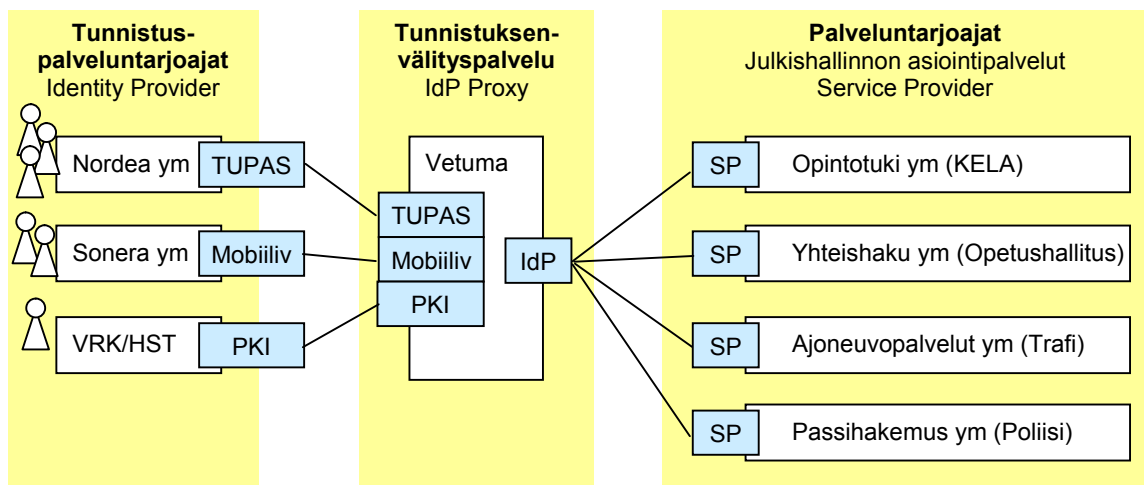 Tunnistus-
palveluntarjoajat
Identity Provider
Nordea ym
TUPAS
Sonera ym
Mobiiliv
VRK/HST
PKI
Tunnistuksen-
välityspalvelu
IdP Proxy
Vetuma
TUPAS
Mobiiliv
PKI
IdP
Palveluntarjoajat
Julkishallinnon asiointipalvelut
Service Provider
SP
Opintotuki ym (KELA)
SP
Yhteishaku ym (Opetushallitus)
SP
Ajoneuvopalvelut ym (Trafi)
SP
Passihakemus ym (Poliisi)